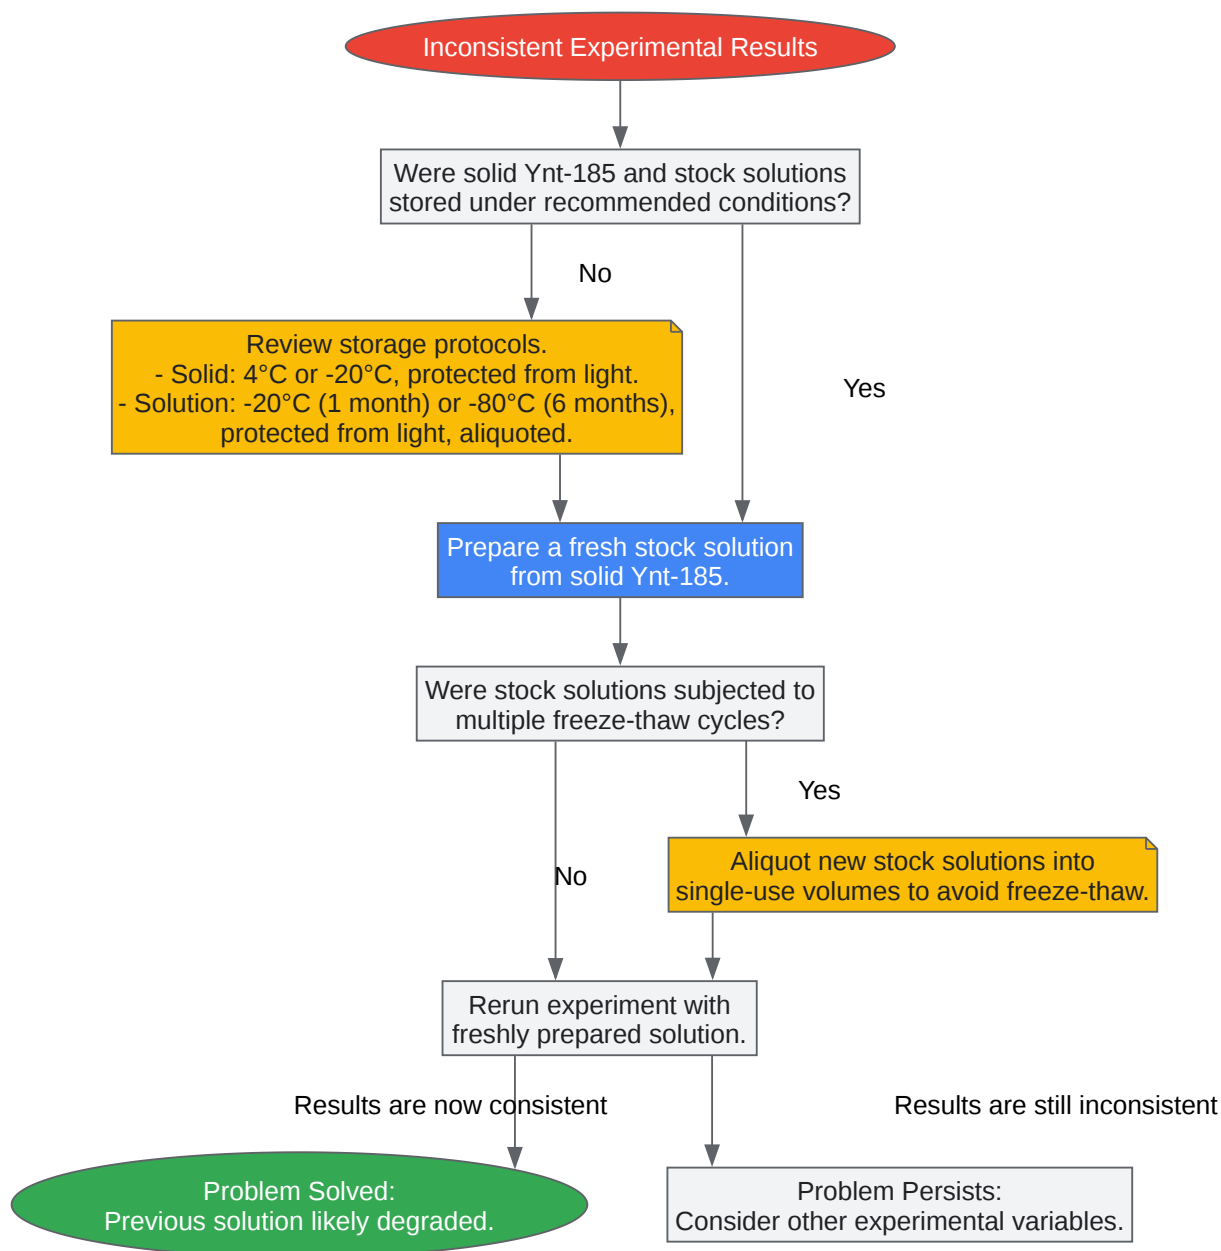 Inconsistent Experimental Results
Were solid Ynt-185 and stock solutions
stored under recommended conditions?
No
Review storage protocols.
- Solid: 4°C or -20°C, protected from light.
- Solution: -20°C (1 month) or -80°C (6 months),
protected from light, aliquoted.
Yes
Prepare a fresh stock solution
from solid Ynt-185.
Were stock solutions subjected to
multiple freeze-thaw cycles?
Yes
Aliquot new stock solutions into
single-use volumes to avoid freeze-thaw.
No
Rerun experiment with
freshly prepared solution.
Results are now consistent
Results are still inconsistent
Problem Solved:
Previous solution likely degraded.
Problem Persists:
Consider other experimental variables.